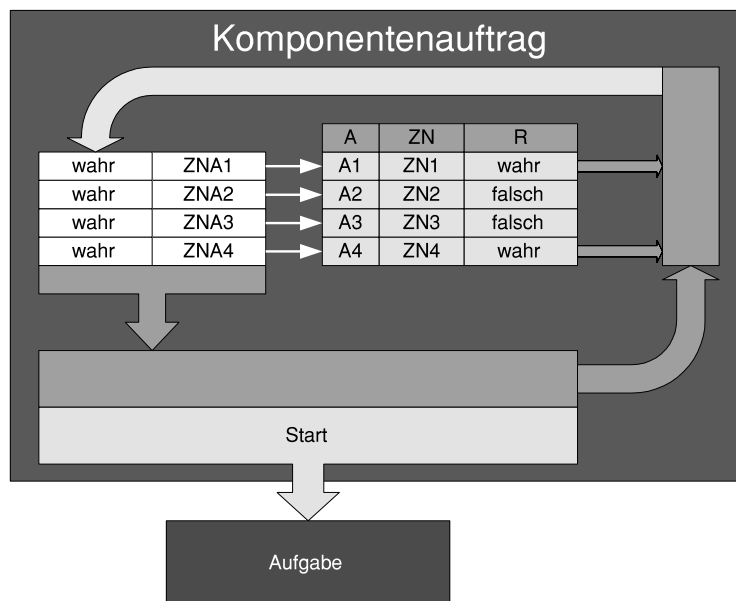 Komponentenauftrag
A ZN R
wahr ZNA1 A1 ZN1 wahr
wahr ZNA2 A2 ZN2 falsch
wahr ZNA3 A3 ZN3 falsch
wahr ZNA4 A4 ZN4 wahr
Start
Aufgabe